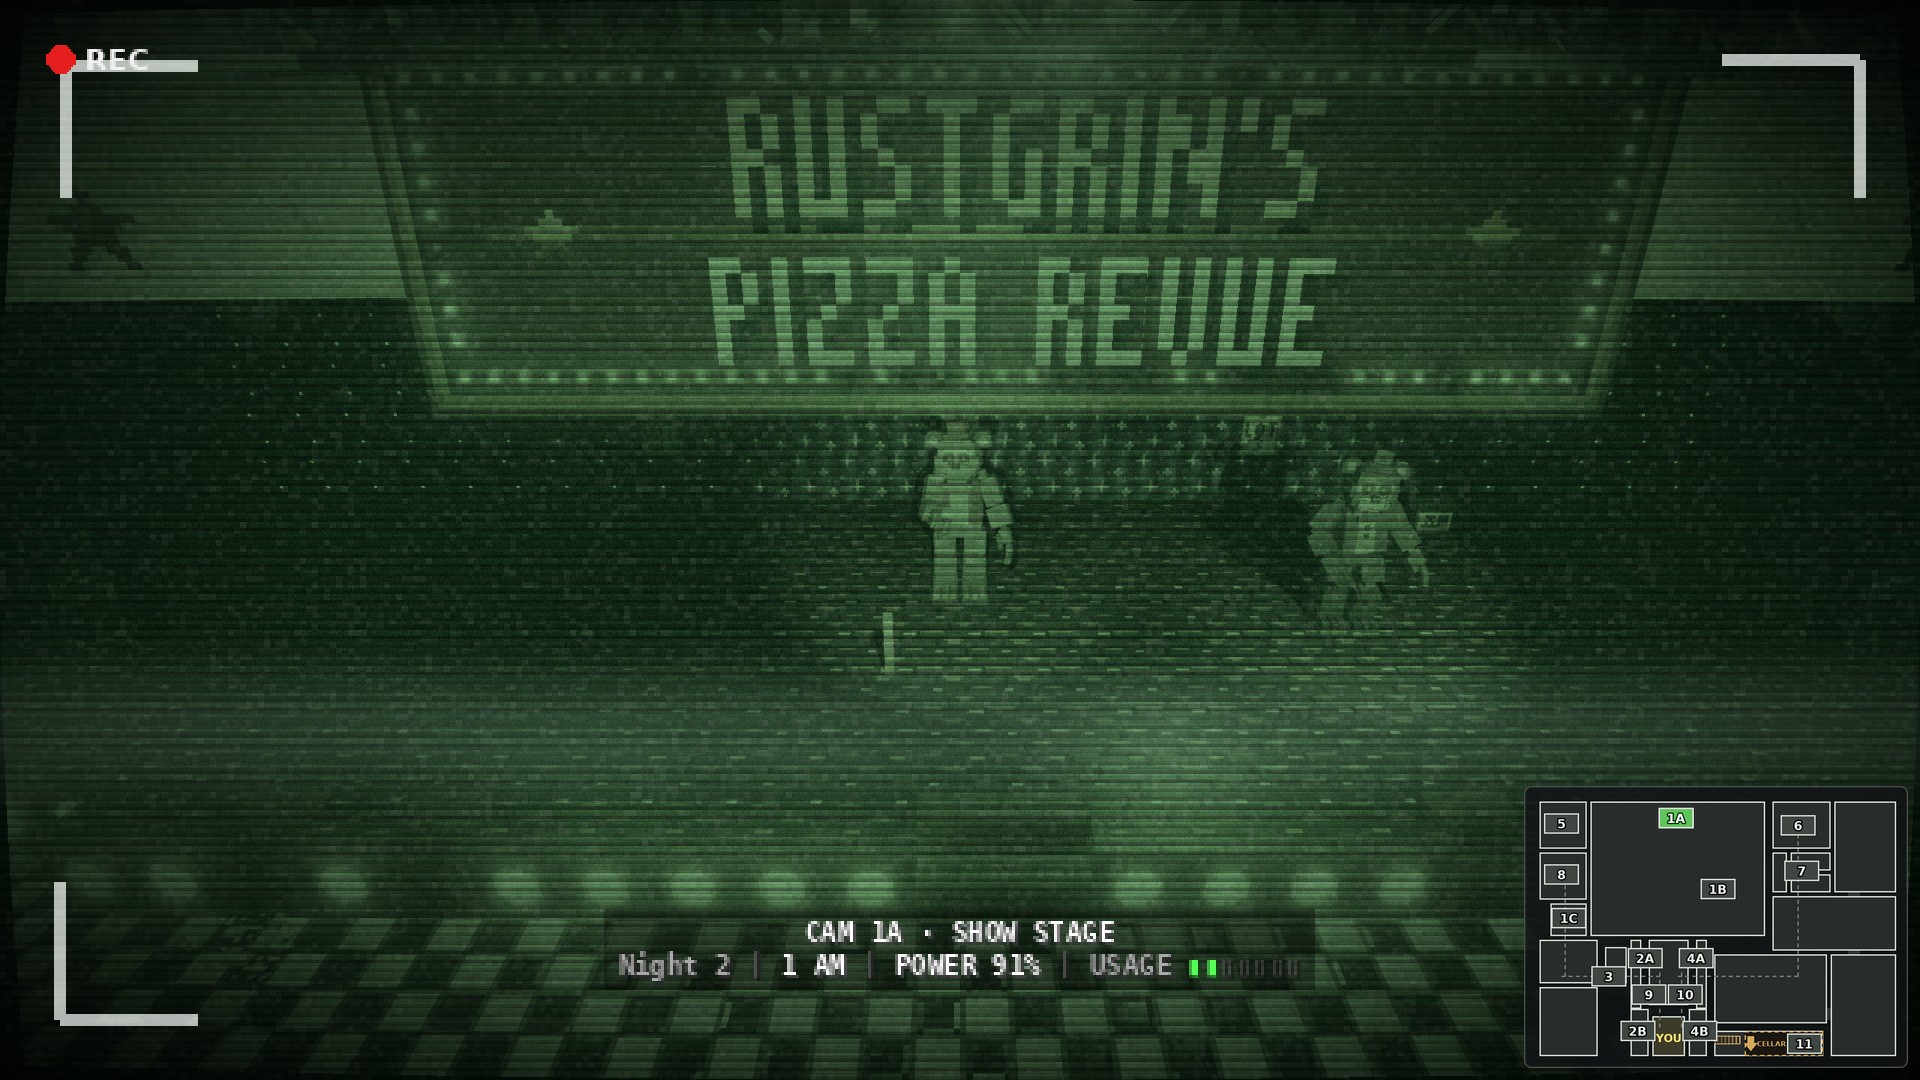 REC
RUSTGRIN'S
PIZZA REVUE
CAM 1A · SHOW STAGE
Night 2 | 1 AM | POWER 91% | USAGE
5
1A
6
8
7
1B
1C
2A
4A
3
9
10
2B
YOU
4B
CELLAR
11